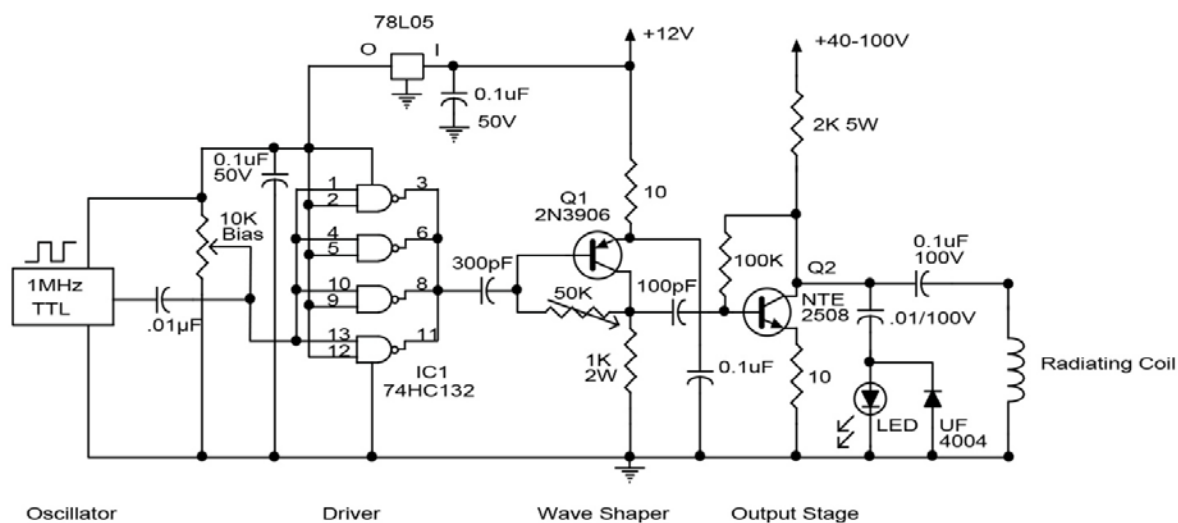 78L05
O I
+12V
+40-100V
0.1uF
50V
2K 5W
0.1uF
50V
10K
Bias
1 3
2
4 6
5
10 8
9
13 11
12
IC1
74HC132
1MHz
TTL
.01µF
300pF
Q1
2N3906
10
50K
100pF
1K
2W
0.1uF
100K
Q2
NTE
2508
10
0.1uF
100V
.01/100V
LED
UF
4004
Radiating Coil
Oscillator Driver Wave Shaper Output Stage